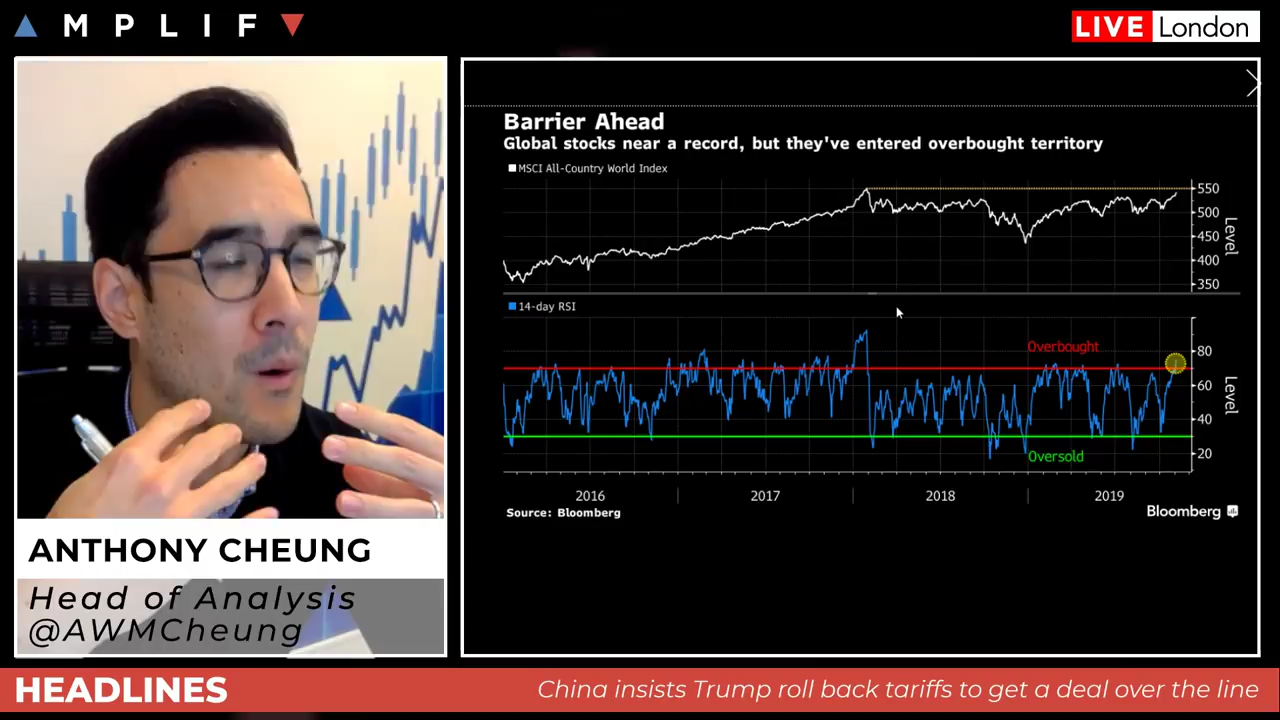 AMPLIFY
LIVE London
Barrier Ahead
Global stocks near a record, but they've entered overbought territory
MSCI All-Country World Index
550
500
450
400
350
Level
14-day RSI
Overbought
80
60
40
20
Level
Oversold
2016 2017 2018 2019
Source: Bloomberg
Bloomberg
ANTHONY CHEUNG
Head of Analysis
@AWMCheung
HEADLINES
China insists Trump roll back tariffs to get a deal over the line